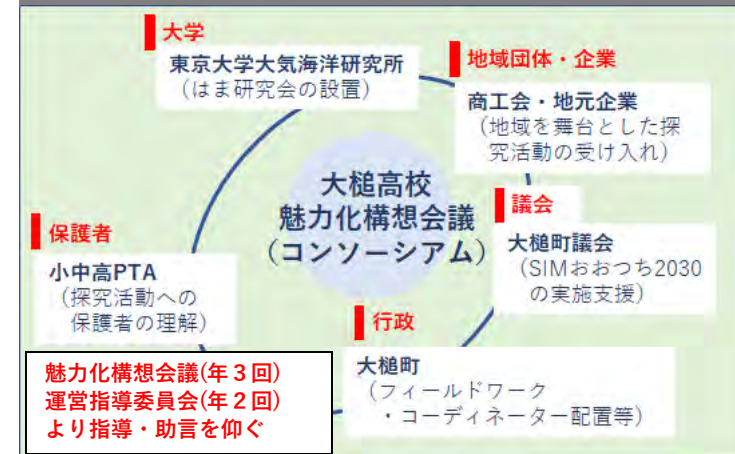 大学
東京大学大気海洋研究所
（はま研究会の設置）
地域団体・企業
商工会・地元企業
（地域を舞台とした探
究活動の受け入れ）
大槌高校
魅力化構想会議
（コンソーシアム）
議会
大槌町議会
（SIMおおつち2030
の実施支援）
保護者
小中高PTA
（探究活動への
保護者の理解）
行政
大槌町
（フィールドワーク
・コーディネーター配置等）
魅力化構想会議(年３回)
運営指導委員会(年２回)
より指導・助言を仰ぐ